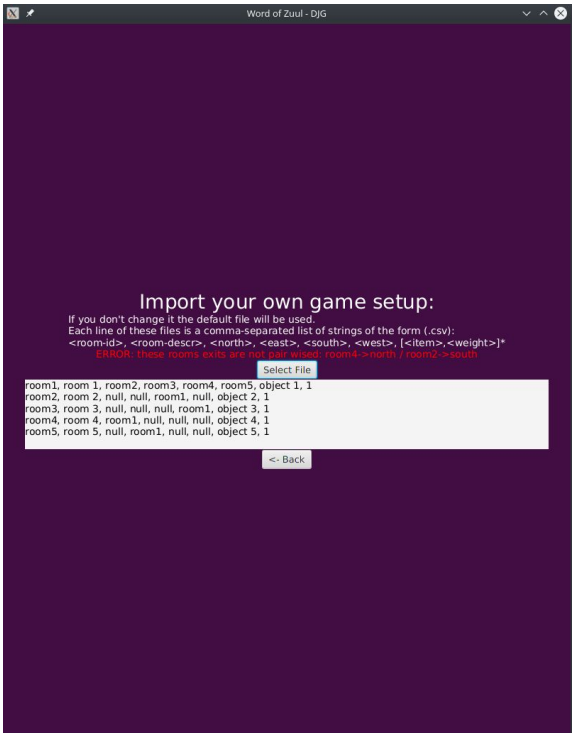 Word of Zuul - DJG
Import your own game setup:
If you don't change it the default file will be used.
Each line of these files is a comma-separated list of strings of the form (.csv):
<room-id>, <room-descr>, <north>, <east>, <south>, <west>, [<item>,<weight>]*
ERROR: these rooms exits are not pair wised: room4->north / room2->south
Select File
room1, room 1, room2, room3, room4, room5, object 1, 1
room2, room 2, null, null, room1, null, object 2, 1
room3, room 3, null, null, null, room1, object 3, 1
room4, room 4, room1, null, null, null, object 4, 1
room5, room 5, null, room1, null, null, object 5, 1
<- Back